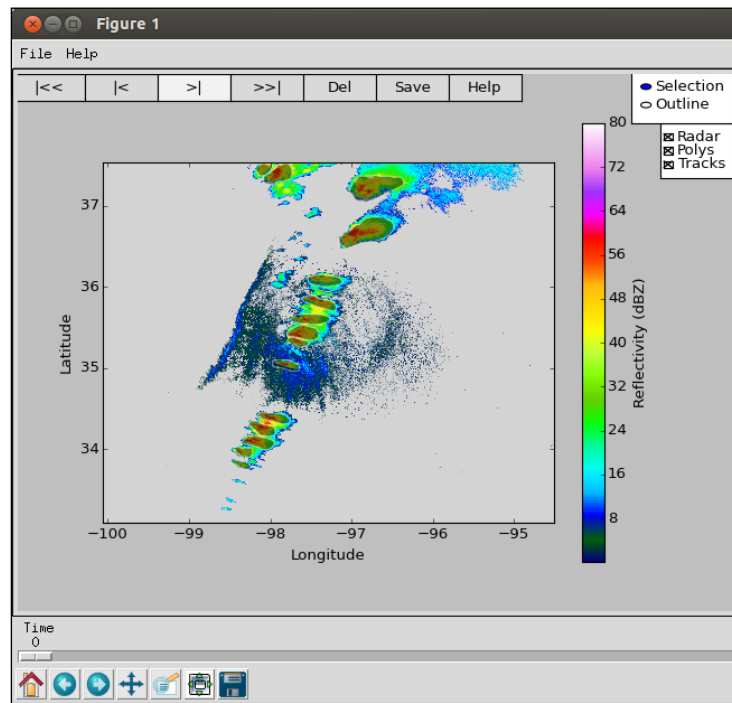 Figure 1
File Help
|<< |< >| >>| Del Save Help
Selection
Outline
Radar
Polys
Tracks
80
72
64
56
48
40
32
24
16
8
Reflectivity (dBZ)
37
36
35
34
Latitude
−100 −99 −98 −97 −96 −95
Longitude
Time
0